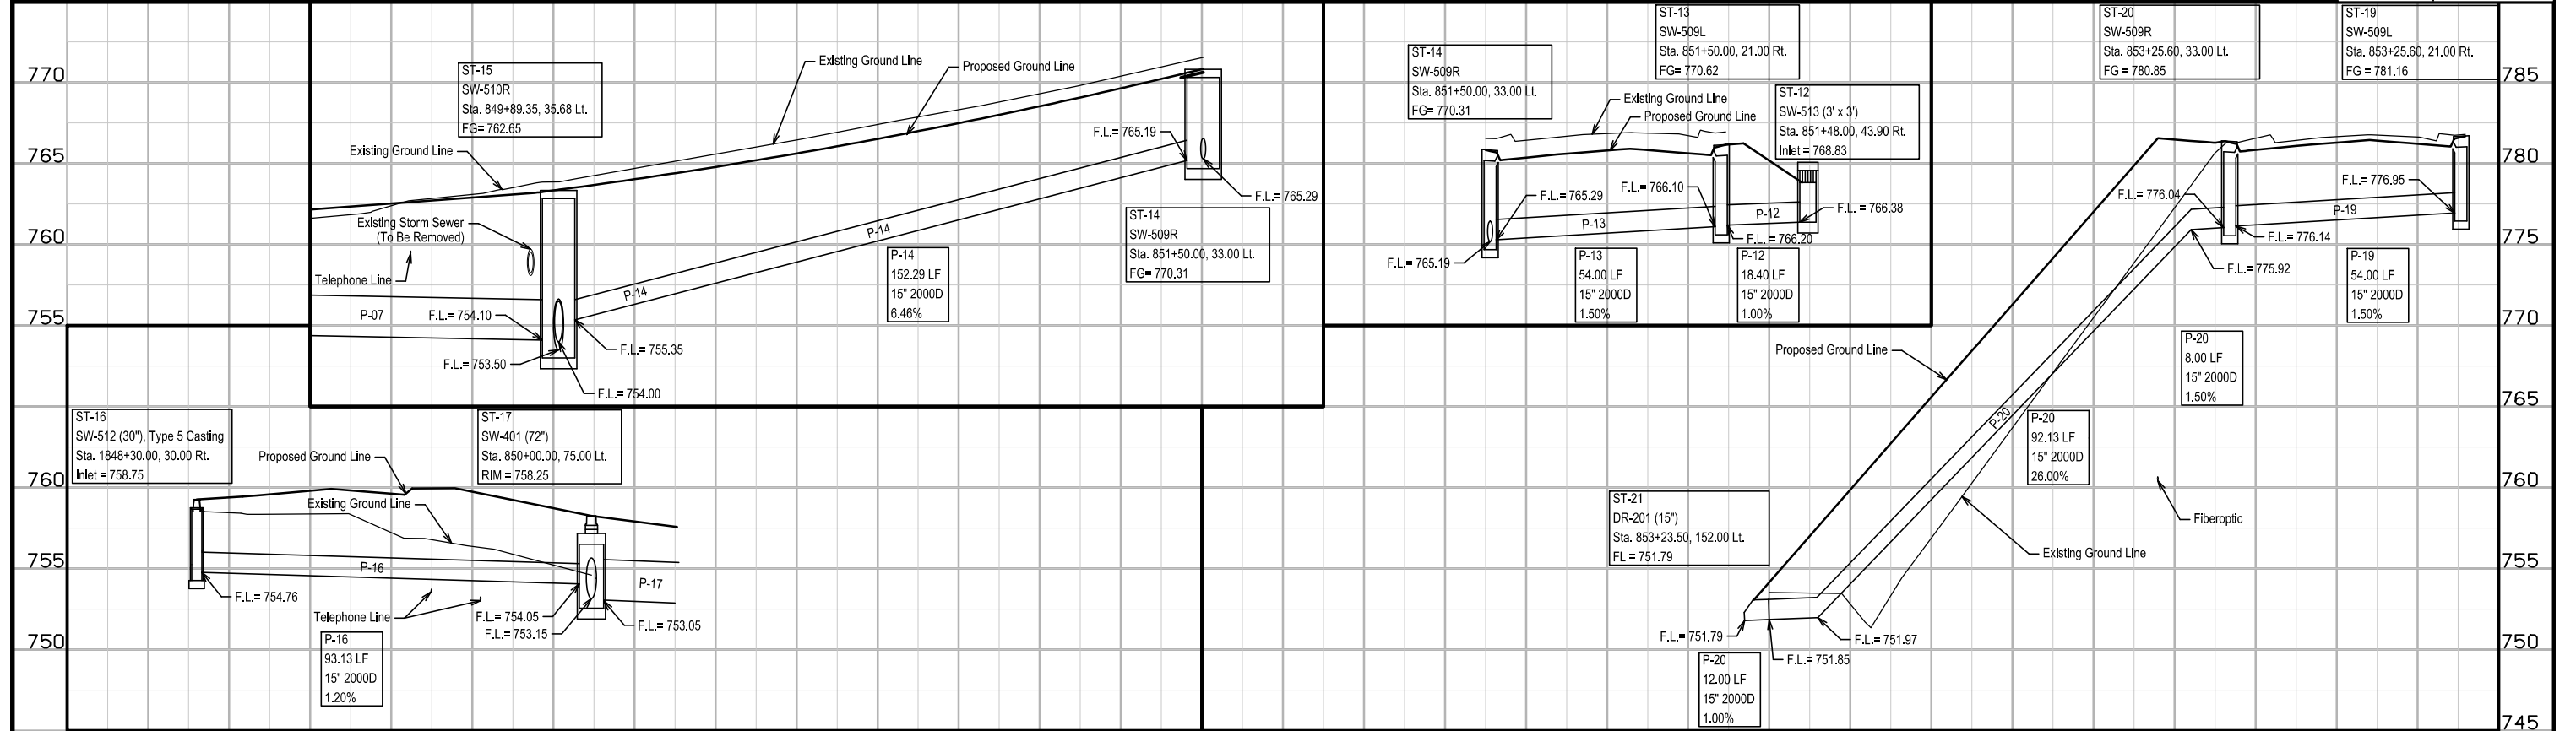 770
765
760
755
760
755
750
785
780
775
770
765
760
755
750
745
ST-15
SW-510R
Sta. 849+89.35, 35.68 Lt.
FG= 762.65
Existing Ground Line
Proposed Ground Line
Existing Ground Line
Existing Storm Sewer
(To Be Removed)
Telephone Line
P-07
F.L.= 754.10
F.L.= 753.50
F.L.= 754.00
F.L.= 755.35
P-14
P-14
P-14
152.29 LF
15" 2000D
6.46%
F.L.= 765.19
F.L.= 765.29
ST-14
SW-509R
Sta. 851+50.00, 33.00 Lt.
FG= 770.31
ST-14
SW-509R
Sta. 851+50.00, 33.00 Lt.
FG= 770.31
ST-13
SW-509L
Sta. 851+50.00, 21.00 Rt.
FG= 770.62
ST-12
SW-513 (3' x 3')
Sta. 851+48.00, 43.90 Rt.
Inlet = 768.83
Existing Ground Line
Proposed Ground Line
F.L.= 765.29
F.L.= 766.10
F.L.= 766.38
P-13
P-12
F.L.= 766.20
F.L.= 765.19
P-13
54.00 LF
15" 2000D
1.50%
P-12
18.40 LF
15" 2000D
1.00%
ST-20
SW-509R
Sta. 853+25.60, 33.00 Lt.
FG = 780.85
ST-19
SW-509L
Sta. 853+25.60, 21.00 Rt.
FG = 781.16
F.L.= 776.04
F.L.= 776.95
P-19
F.L.= 776.14
F.L.= 775.92
P-19
54.00 LF
15" 2000D
1.50%
P-20
8.00 LF
15" 2000D
1.50%
Proposed Ground Line
P-20
P-20
92.13 LF
15" 2000D
26.00%
Fiberoptic
Existing Ground Line
ST-21
DR-201 (15")
Sta. 853+23.50, 152.00 Lt.
FL = 751.79
F.L.= 751.79
F.L.= 751.97
F.L.= 751.85
P-20
12.00 LF
15" 2000D
1.00%
ST-16
SW-512 (30"), Type 5 Casting
Sta. 1848+30.00, 30.00 Rt.
Inlet = 758.75
ST-17
SW-401 (72")
Sta. 850+00.00, 75.00 Lt.
RIM = 758.25
Proposed Ground Line
Existing Ground Line
P-16
P-17
F.L.= 754.76
Telephone Line
F.L.= 754.05
F.L.= 753.15
F.L.= 753.05
P-16
93.13 LF
15" 2000D
1.20%